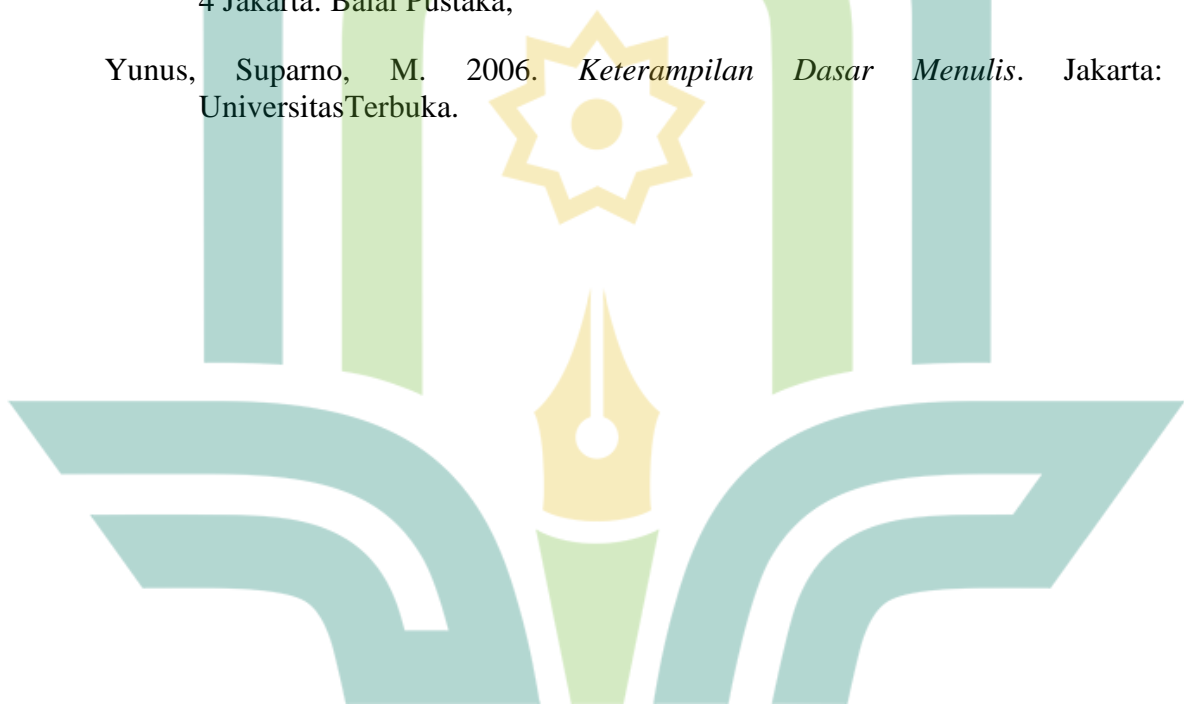 4 Jakarta: Balai Pustaka,
Yunus, Suparno, M. 2006. Keterampilan Dasar Menulis. Jakarta:
UniversitasTerbuka.